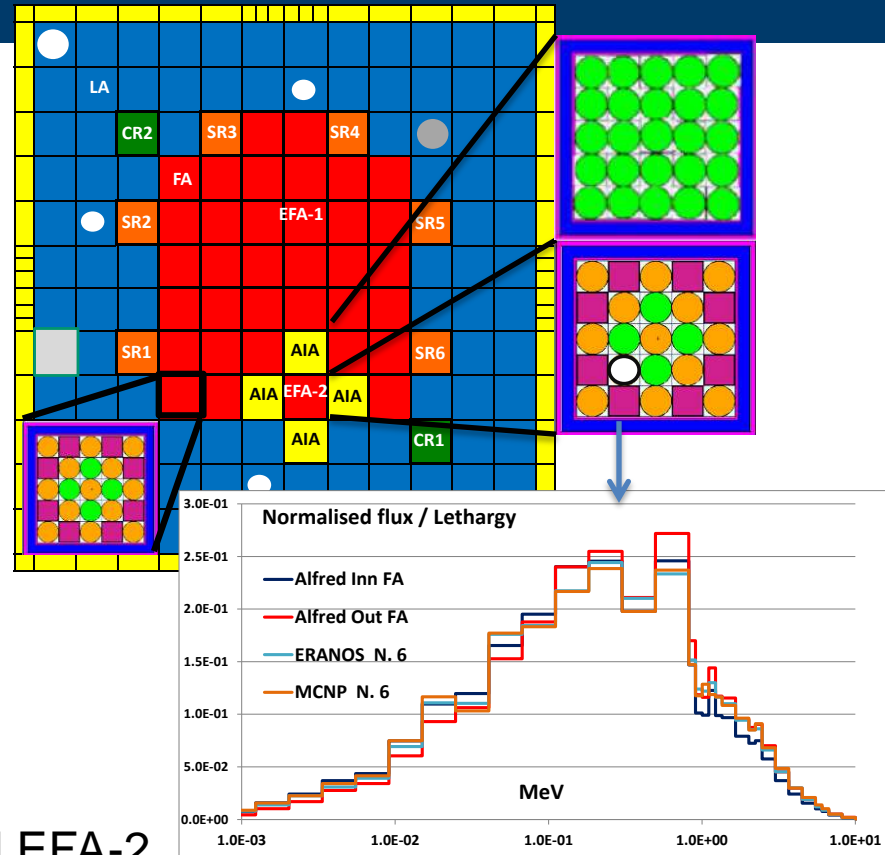 LA
CR2 SR3 SR4
FA
SR2 EFA-1 SR5
SR1 AIA SR6
AIA EFA-2 AIA
AIA CR1
3.0E-01
Normalised flux / Lethargy
2.5E-01
Alfred Inn FA
2.0E-01
Alfred Out FA
1.5E-01
ERANOS N. 6
MCNP N. 6
1.0E-01
5.0E-02
MeV
0.0E+00
1.0E-03 1.0E-02 1.0E-01 1.0E+00 1.0E+01
EFA-2